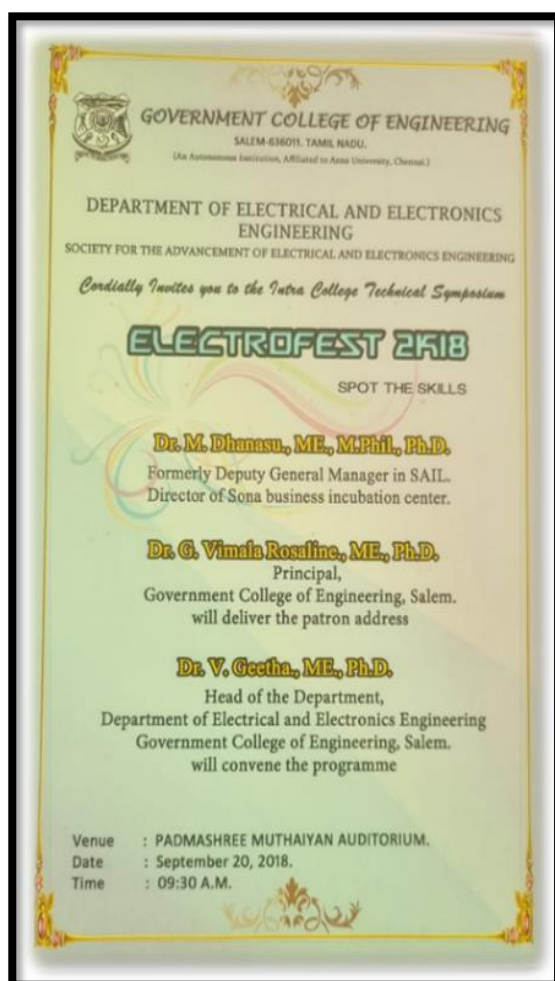 GOVERNMENT COLLEGE OF ENGINEERING
SALEM-636011. TAMIL NADU.
(An Autonomous Institution, Affiliated to Anna University, Chennai.)
DEPARTMENT OF ELECTRICAL AND ELECTRONICS
ENGINEERING
SOCIETY FOR THE ADVANCEMENT OF ELECTRICAL AND ELECTRONICS ENGINEERING
Cordially Invites you to the Intra College Technical Symposium
ELECTROFEST 2K18
SPOT THE SKILLS
Dr. M. Dhanasu., ME., M.Phil., Ph.D.
Formerly Deputy General Manager in SAIL.
Director of Sona business incubation center.
Dr. G. Vimala Rosaline., ME., Ph.D.
Principal,
Government College of Engineering, Salem.
will deliver the patron address
Dr. V. Geetha., ME., Ph.D.
Head of the Department,
Department of Electrical and Electronics Engineering
Government College of Engineering, Salem.
will convene the programme
Venue : PADMASHREE MUTHAIYAN AUDITORIUM.
Date : September 20, 2018.
Time : 09:30 A.M.